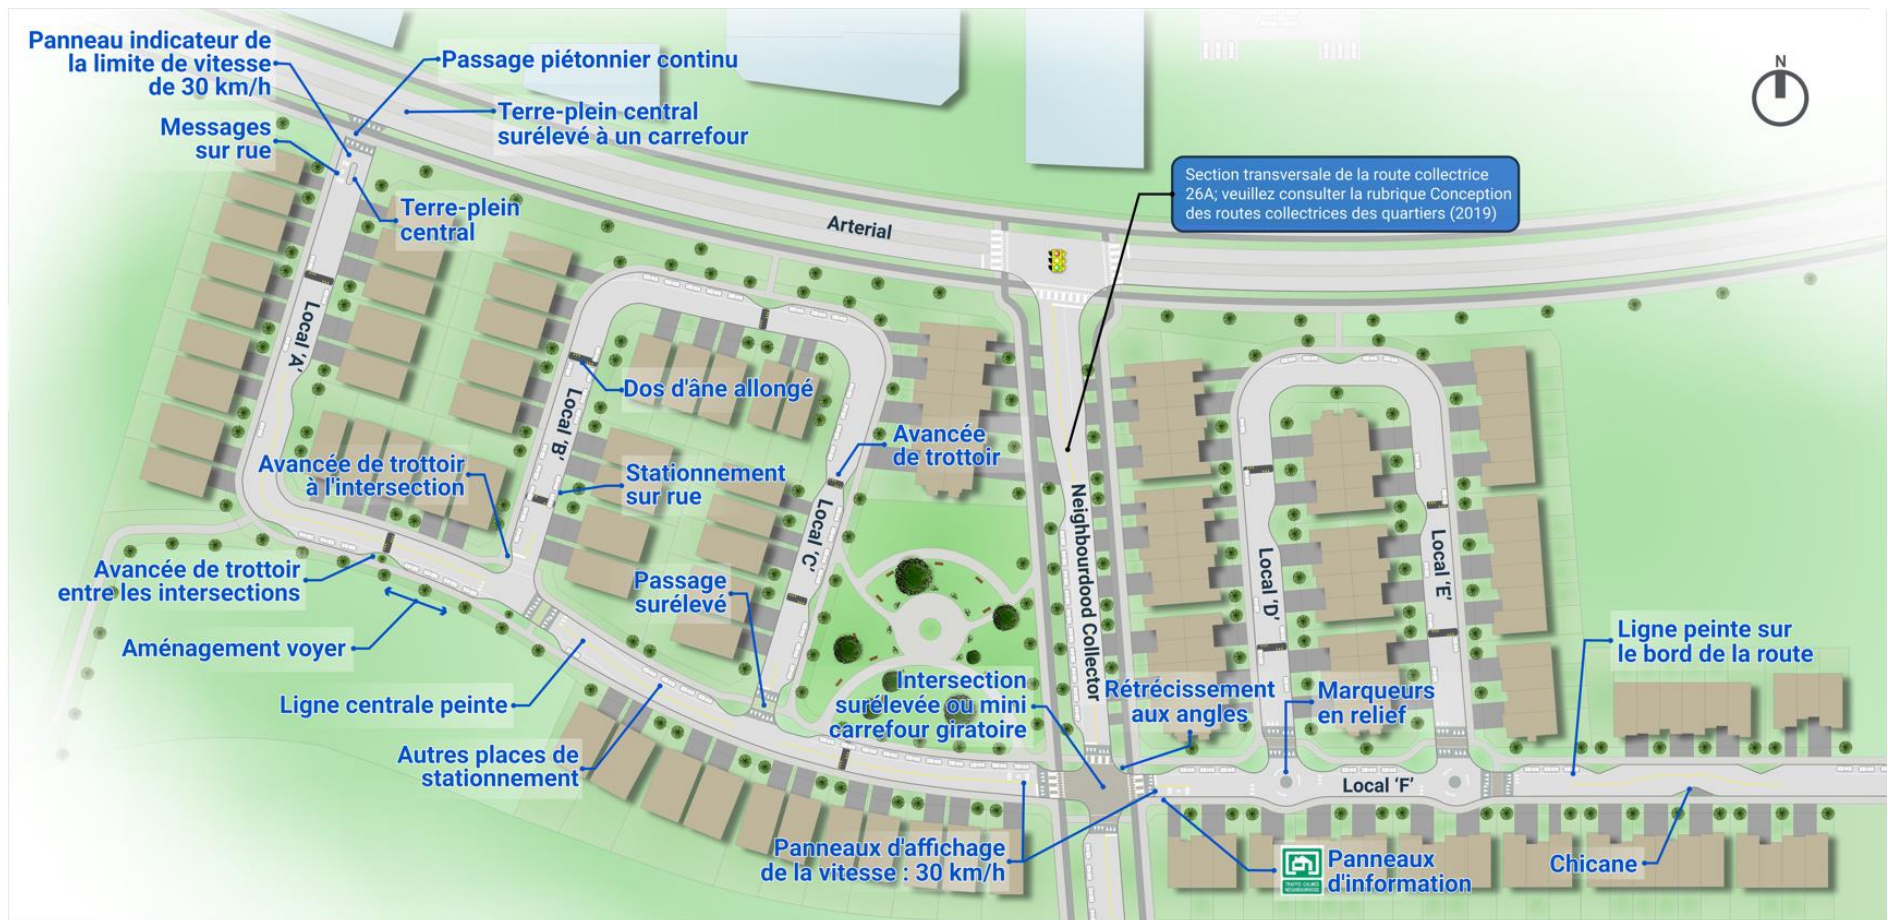 Panneau indicateur de
la limite de vitesse
de 30 km/h
Passage piétonnier continu
Terre-plein central
surélevé à un carrefour
Messages
sur rue
Terre-plein
central
N
Section transversale de la route collectrice
26A; veuillez consulter la rubrique Conception
des routes collectrices des quartiers (2019)
Arterial
Local 'A'
Dos d'âne allongé
Local 'B'
Avancée de trottoir
à l'intersection
Stationnement
sur rue
Avancée
de trottoir
Local 'C'
Neighbourdood Collector
Local 'D'
Local 'E'
Avancée de trottoir
entre les intersections
Passage
surélevé
Aménagement voyer
Ligne centrale peinte
Autres places de
stationnement
Intersection
surélevée ou mini
carrefour giratoire
Rétrécissement
aux angles
Marqueurs
en relief
Ligne peinte sur
le bord de la route
Local 'F'
Panneaux d'affichage
de la vitesse : 30 km/h
TRAFFIC CALMED
NEIGHBOURHOOD
Panneaux
d'information
Chicane